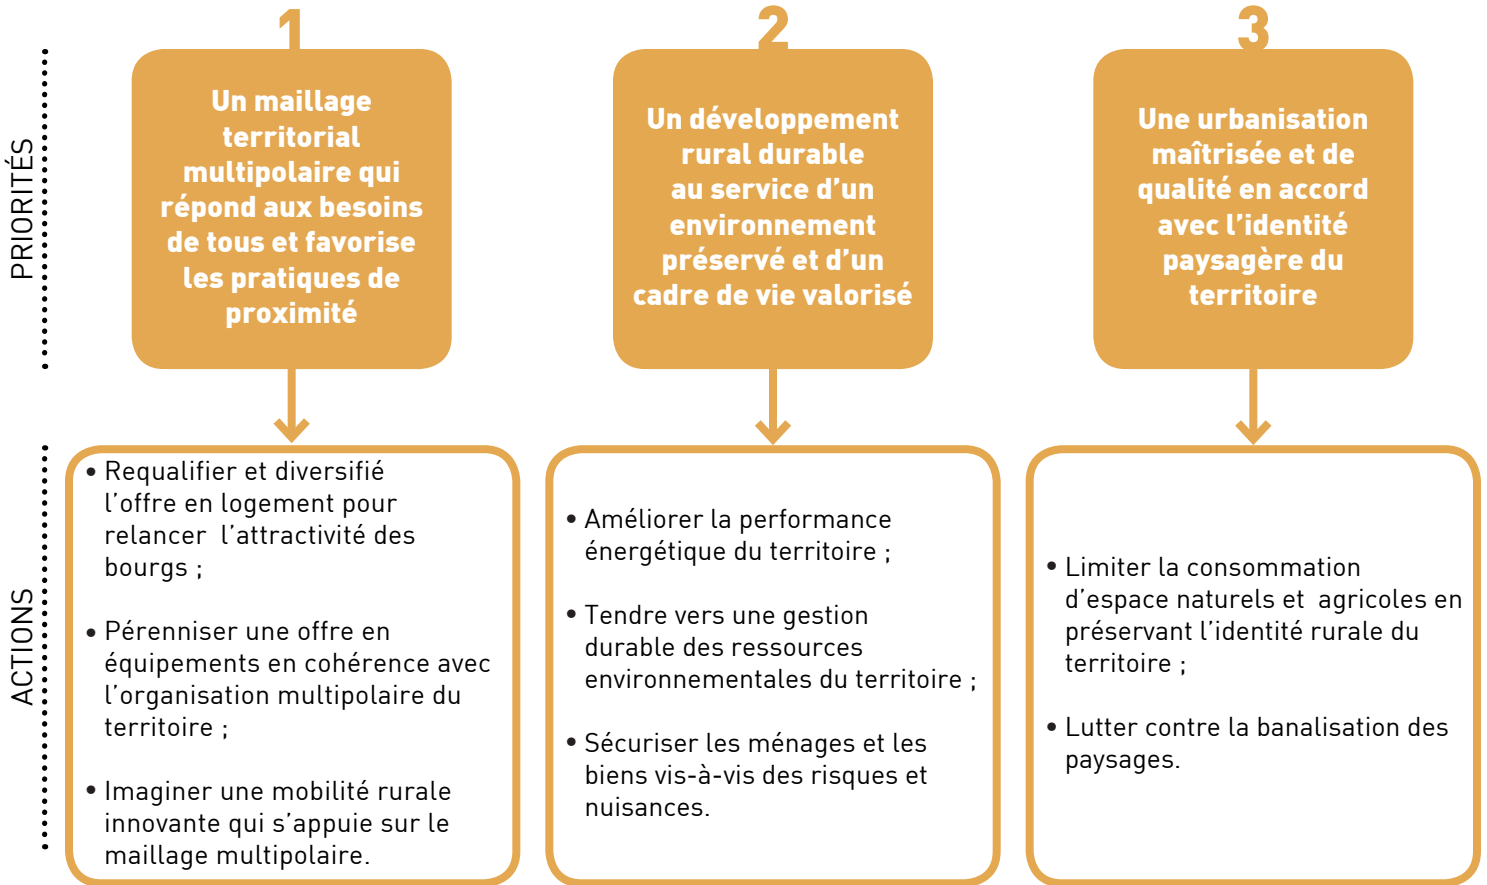 PRIORITÉS
1
Un maillage
territorial
multipolaire qui
répond aux besoins
de tous et favorise
les pratiques de
proximité
2
Un développement
rural durable
au service d’un
environnement
préservé et d’un
cadre de vie valorisé
3
Une urbanisation
maîtrisée et de
qualité en accord
avec l’identité
paysagère du
territoire
ACTIONS
• Requalifier et diversifié
l’offre en logement pour
relancer  l’attractivité des
bourgs ;
• Pérenniser une offre en
équipements en cohérence avec
l’organisation multipolaire du
territoire ;
• Imaginer une mobilité rurale
innovante qui s’appuie sur le
maillage multipolaire.
• Améliorer la performance
énergétique du territoire ;
• Tendre vers une gestion
durable des ressources
environnementales du territoire ;
• Sécuriser les ménages et les
biens vis-à-vis des risques et
nuisances.
• Limiter la consommation
d’espace naturels et  agricoles en
préservant l’identité rurale du
territoire ;
• Lutter contre la banalisation des
paysages.